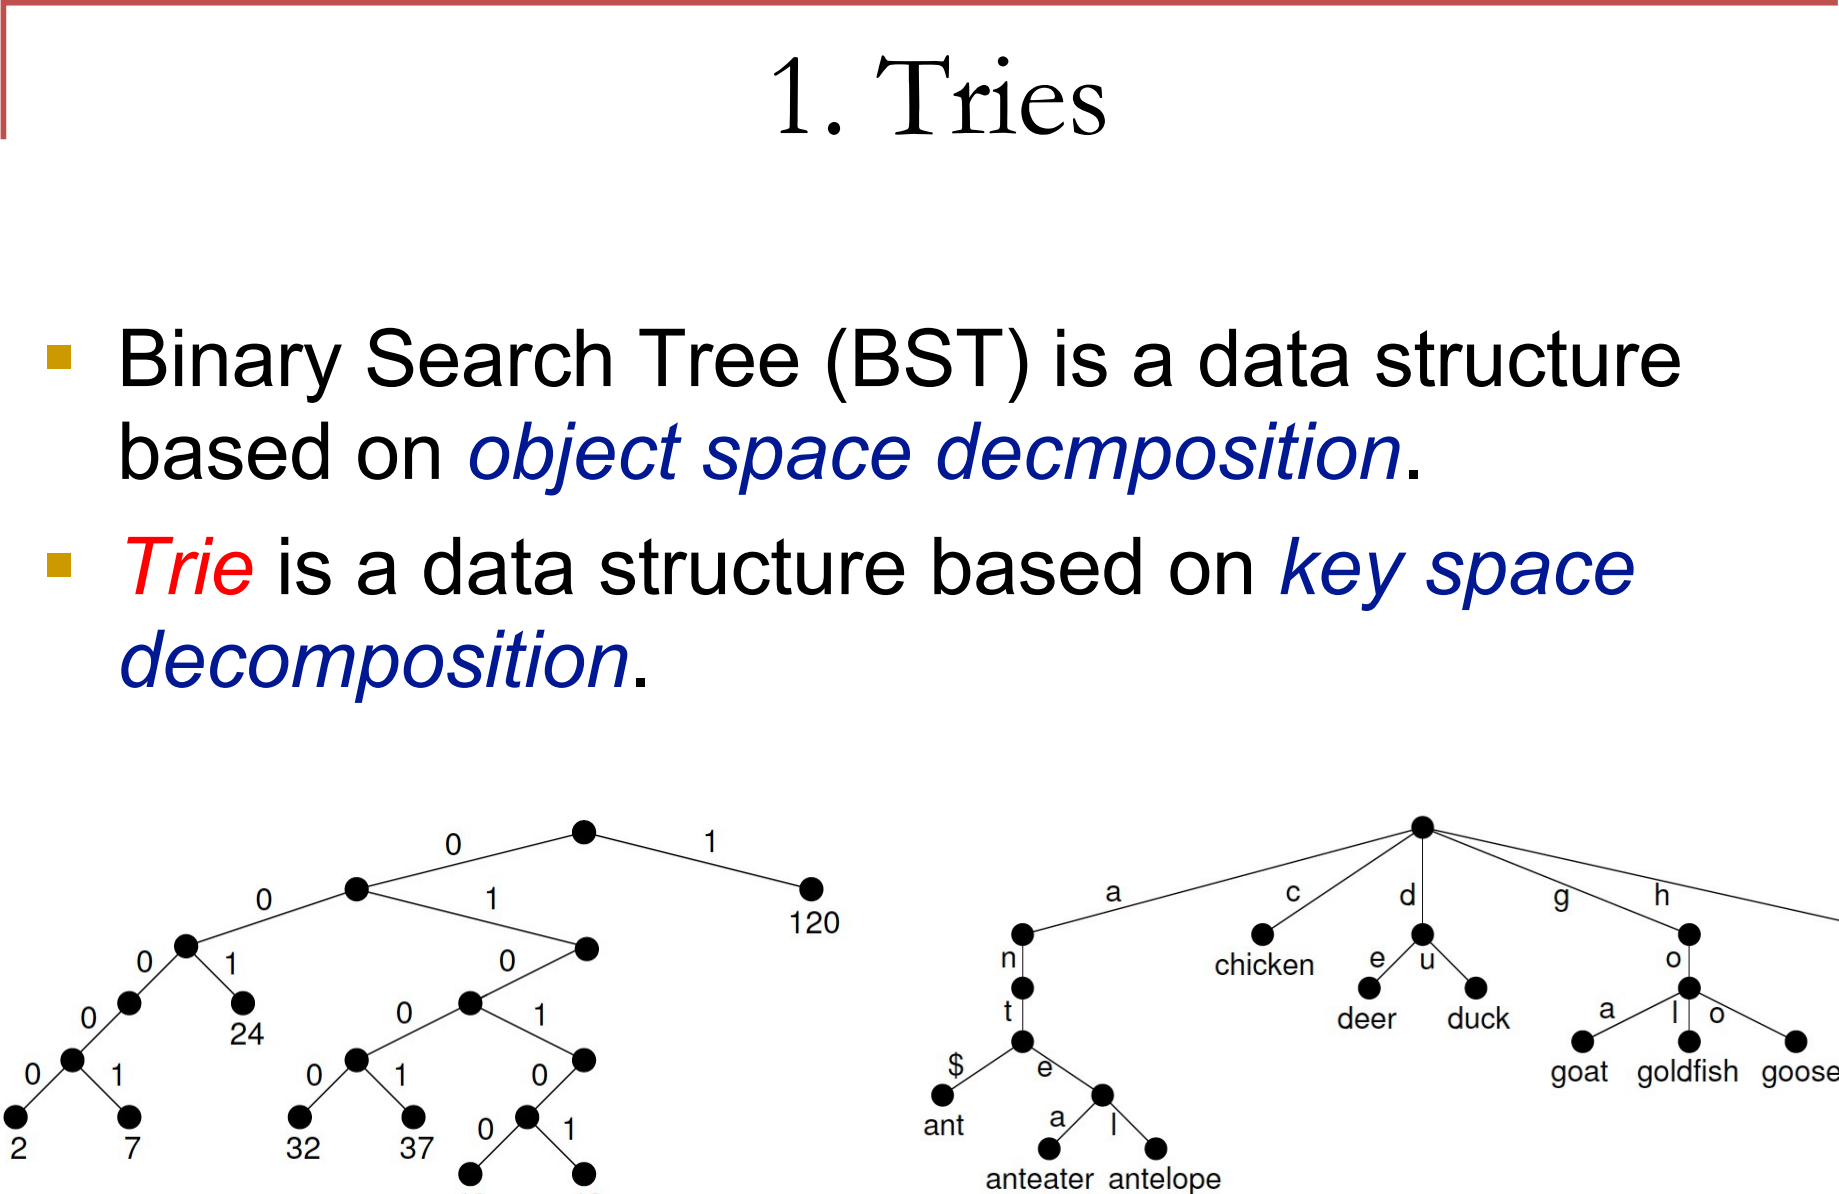 1. Tries
Binary Search Tree (BST) is a data structure
based on object space decmposition.
Trie is a data structure based on key space
decomposition.
0 1
0 1
120
a c d g h
0 1 0
n e u o
24
0 0 1
chicken
deer duck
t a l o
0 1 0 1 0
goat goldfish goose
$ e
2 7 32 37
0 1
ant
a l
anteater antelope